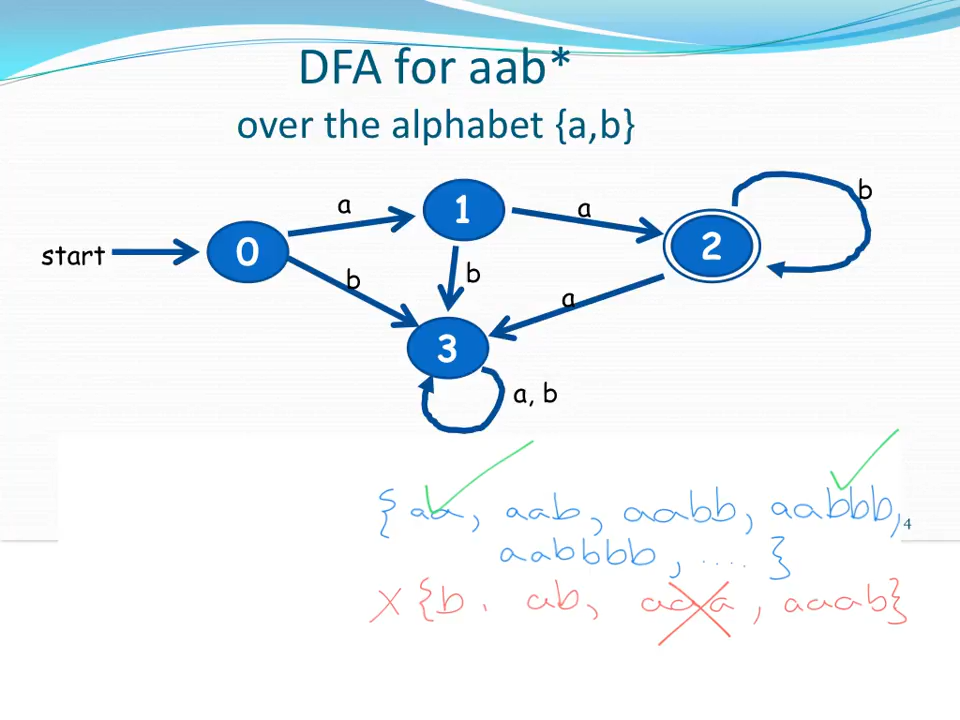 DFA for aab*
over the alphabet {a,b}
b
1
a
a
2
start
0
b
b
a
3
a, b
{ aa, aab, aabb, aabbb,
4
aabbbb, .... }
X {b. ab, aaa, aaab}